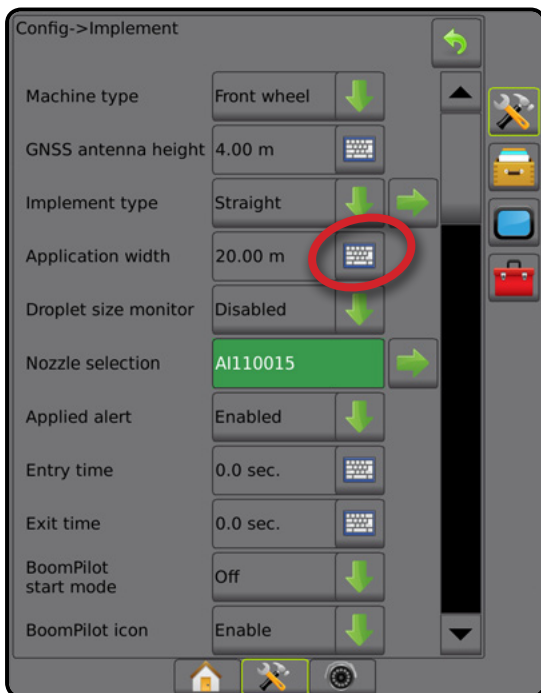 Config->Implement
Machine type Front wheel
GNSS antenna height 4.00 m
Implement type Straight
Application width 20.00 m
Droplet size monitor Disabled
Nozzle selection AI110015
Applied alert Enabled
Entry time 0.0 sec.
Exit time 0.0 sec.
BoomPilot
start mode Off
BoomPilot icon Enable